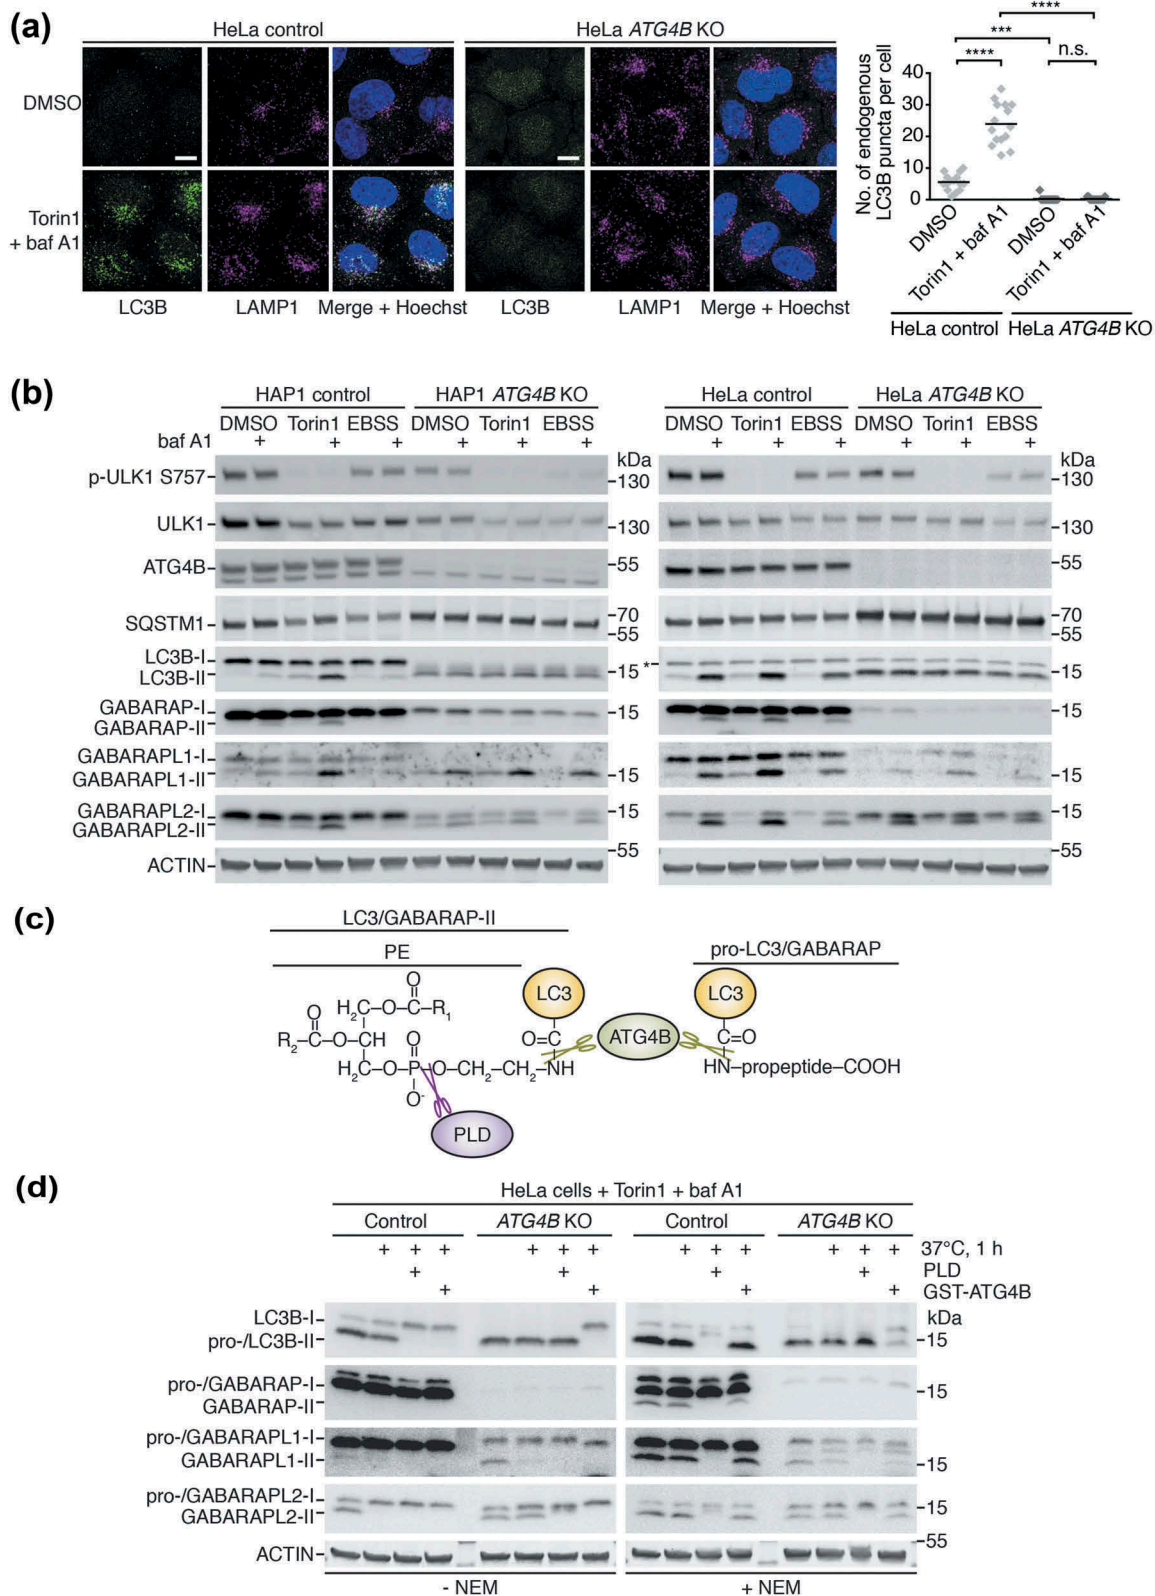 (a)
HeLa control
HeLa ATG4B KO
DMSO
Torin1
+ baf A1
LC3B
LAMP1
Merge + Hoechst
LC3B
LAMP1
Merge + Hoechst
No. of endogenous
LC3B puncta per cell
****
***
****
n.s.
40
30
20
10
0
DMSO
Torin1 + baf A1
DMSO
Torin1 + baf A1
HeLa control
HeLa ATG4B KO
(b)
HAP1 control
HAP1 ATG4B KO
HeLa control
HeLa ATG4B KO
DMSO Torin1 EBSS DMSO Torin1 EBSS
DMSO Torin1 EBSS DMSO Torin1 EBSS
baf A1 + + + + + +
+ + + + + +
kDa
kDa
p-ULK1 S757
130
130
ULK1
130
130
ATG4B
55
55
SQSTM1
70
55
70
55
LC3B-I
LC3B-II
15
*
15
GABARAP-I
GABARAP-II
15
15
GABARAPL1-I
GABARAPL1-II
15
15
GABARAPL2-I
GABARAPL2-II
15
15
ACTIN
55
55
(c)
LC3/GABARAP-II
PE
pro-LC3/GABARAP
LC3
LC3
ATG4B
O
H2C–O–C–R1
O
R2–C–O–CH
O
H2C–O–P–O–CH2–CH2–NH
O-
O=C
C=O
HN–propeptide–COOH
PLD
(d)
HeLa cells + Torin1 + baf A1
Control
ATG4B KO
Control
ATG4B KO
+ + + + + + + + + + + + 37°C, 1 h
+ + + + PLD
+ + + + GST-ATG4B
kDa
LC3B-I
pro-/LC3B-II
15
pro-/GABARAP-I
GABARAP-II
15
pro-/GABARAPL1-I
GABARAPL1-II
15
pro-/GABARAPL2-I
GABARAPL2-II
15
55
ACTIN
- NEM
+ NEM